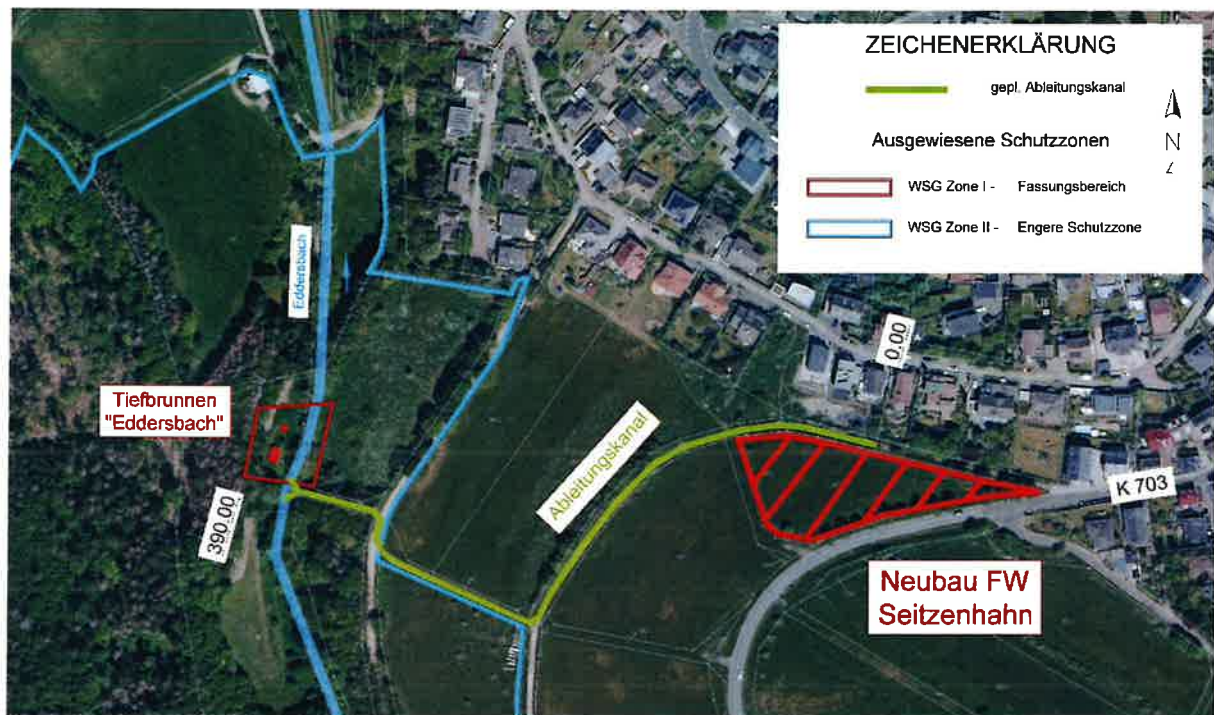 ZEICHENERKLÄRUNG
gepl. Ableitungskanal
Ausgewiesene Schutzzonen
N
WSG Zone I - Fassungsbereich
WSG Zone II - Engere Schutzzone
Eddersbach
0.00
Tiefbrunnen
"Eddersbach"
Ableitungskanal
K 703
390.00
Neubau FW
Seitzenhahn